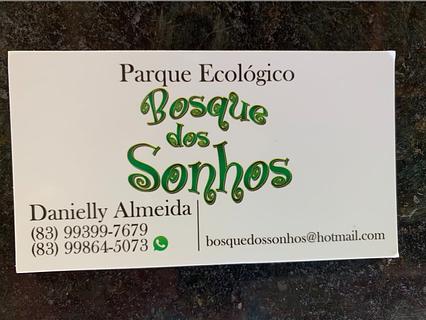 Parque Ecológico
Bosque
dos
Sonhos
Danielly Almeida
(83) 99399-7679
(83) 99864-5073
bosquedossonhos@hotmail.com